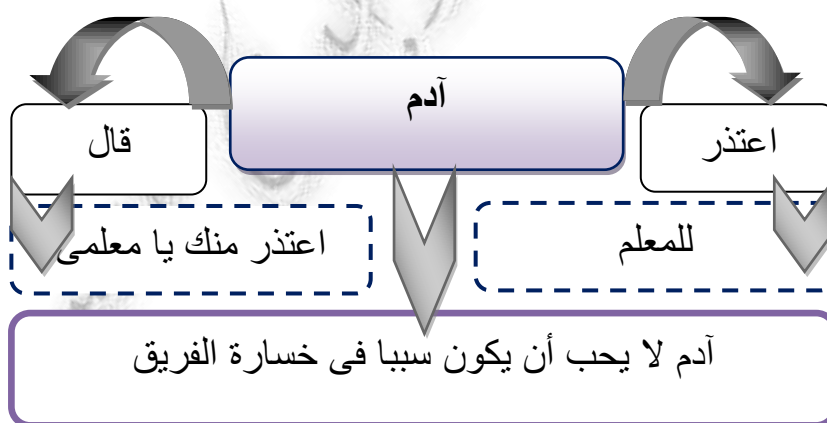 آدم
اعتذر
قال
للمعلم
اعتذر منك يا معلمى
آدم لا يحب أن يكون سببا فى خسارة الفريق